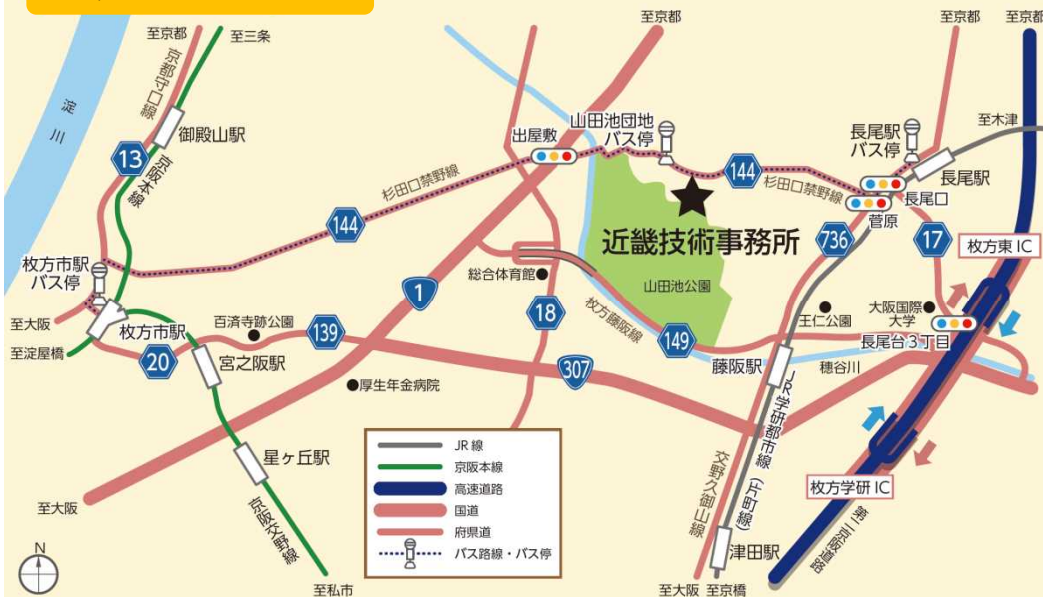 至京都
至三条
京都守口線
淀川
13
御殿山駅
京阪本線
至京都
山田池団地
バス停
出屋敷
至京都
至京都
長尾駅
バス停
至木津
長尾駅
144
杉田口禁野線
長尾口
菅原
杉田口禁野線
144
近畿技術事務所
736
17
枚方東 IC
枚方市駅
バス停
総合体育館
1
18
山田池公園
王仁公園
大阪国際
大学
長尾台3丁目
至大阪
枚方市駅
至淀屋橋
百済寺跡公園
139
枚方藤阪線
149
藤阪駅
穂谷川
20
宮之阪駅
厚生年金病院
307
JR学研都市線(片町線)
交野久御山線
星ヶ丘駅
京阪交野線
枚方学研 IC
第二京阪道路
津田駅
至大阪
至私市
至大阪
至京橋
JR 線
京阪本線
高速道路
国道
府県道
バス路線・バス停
N